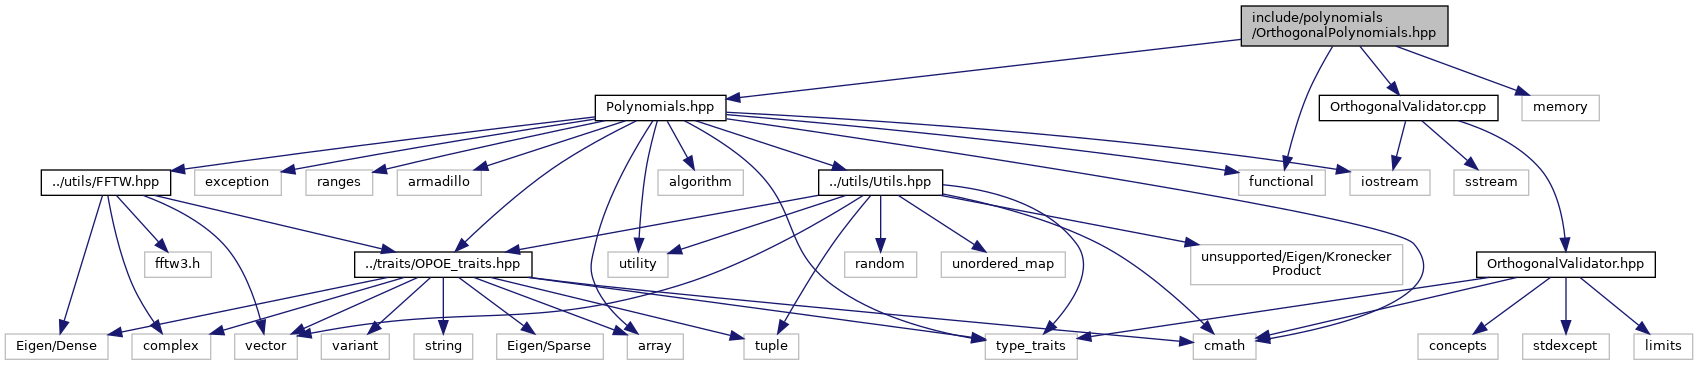 include/polynomials
/OrthogonalPolynomials.hpp
Polynomials.hpp
OrthogonalValidator.cpp
memory
../utils/FFTW.hpp
exception
ranges
armadillo
algorithm
../utils/Utils.hpp
functional
iostream
sstream
fftw3.h
../traits/OPOE_traits.hpp
utility
random
unordered_map
unsupported/Eigen/Kronecker
Product
OrthogonalValidator.hpp
Eigen/Dense
complex
vector
variant
string
Eigen/Sparse
array
tuple
type_traits
cmath
concepts
stdexcept
limits